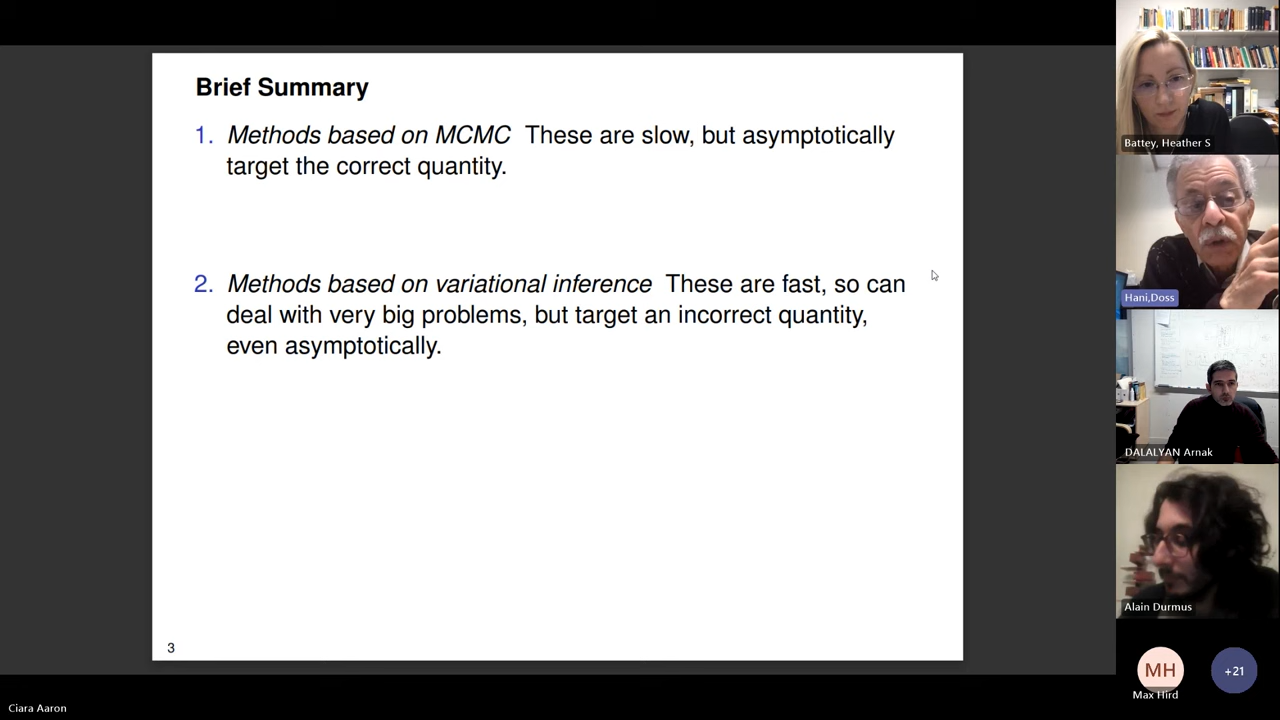 Brief Summary
1. Methods based on MCMC These are slow, but asymptotically
target the correct quantity.
2. Methods based on variational inference These are fast, so can
deal with very big problems, but target an incorrect quantity,
even asymptotically.
3
Battey, Heather S
Hani,Doss
DALALYAN Arnak
Alain Durmus
MH
Max Hird
+21
Ciara Aaron